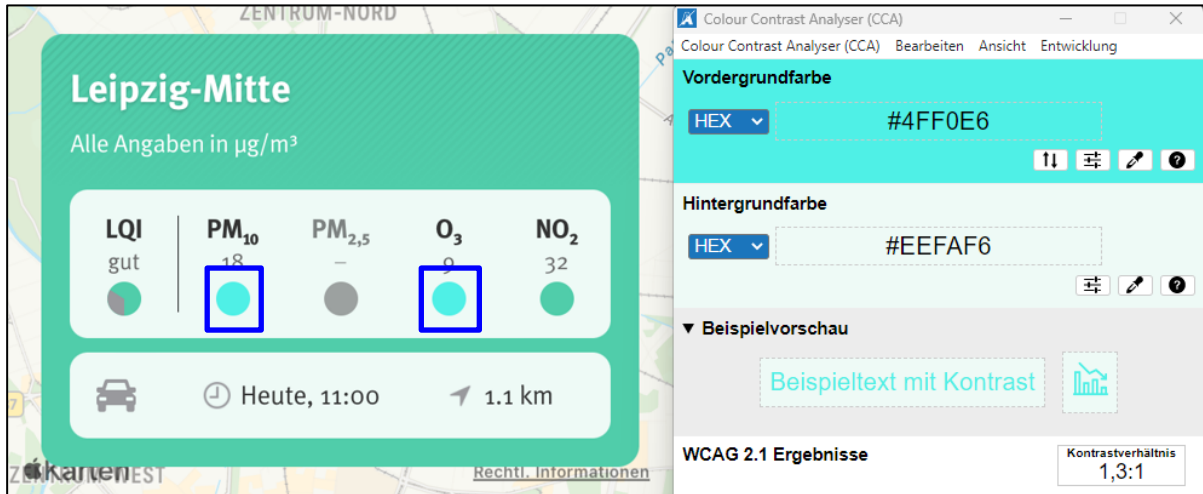 ZENTRUM-NORD
Leipzig-Mitte
Alle Angaben in µg/m³
LQI PM₁₀ PM₂,₅ O₃ NO₂
gut 18 – 9 32
Heute, 11:00 1.1 km
Karten
ZENTRUM-WEST
Rechtl. Informationen
7
Colour Contrast Analyser (CCA)
Colour Contrast Analyser (CCA) Bearbeiten Ansicht Entwicklung
Vordergrundfarbe
HEX #4FF0E6
Hintergrundfarbe
HEX #EEFAF6
▼ Beispielvorschau
Beispieltext mit Kontrast
WCAG 2.1 Ergebnisse
Kontrastverhältnis
1,3:1